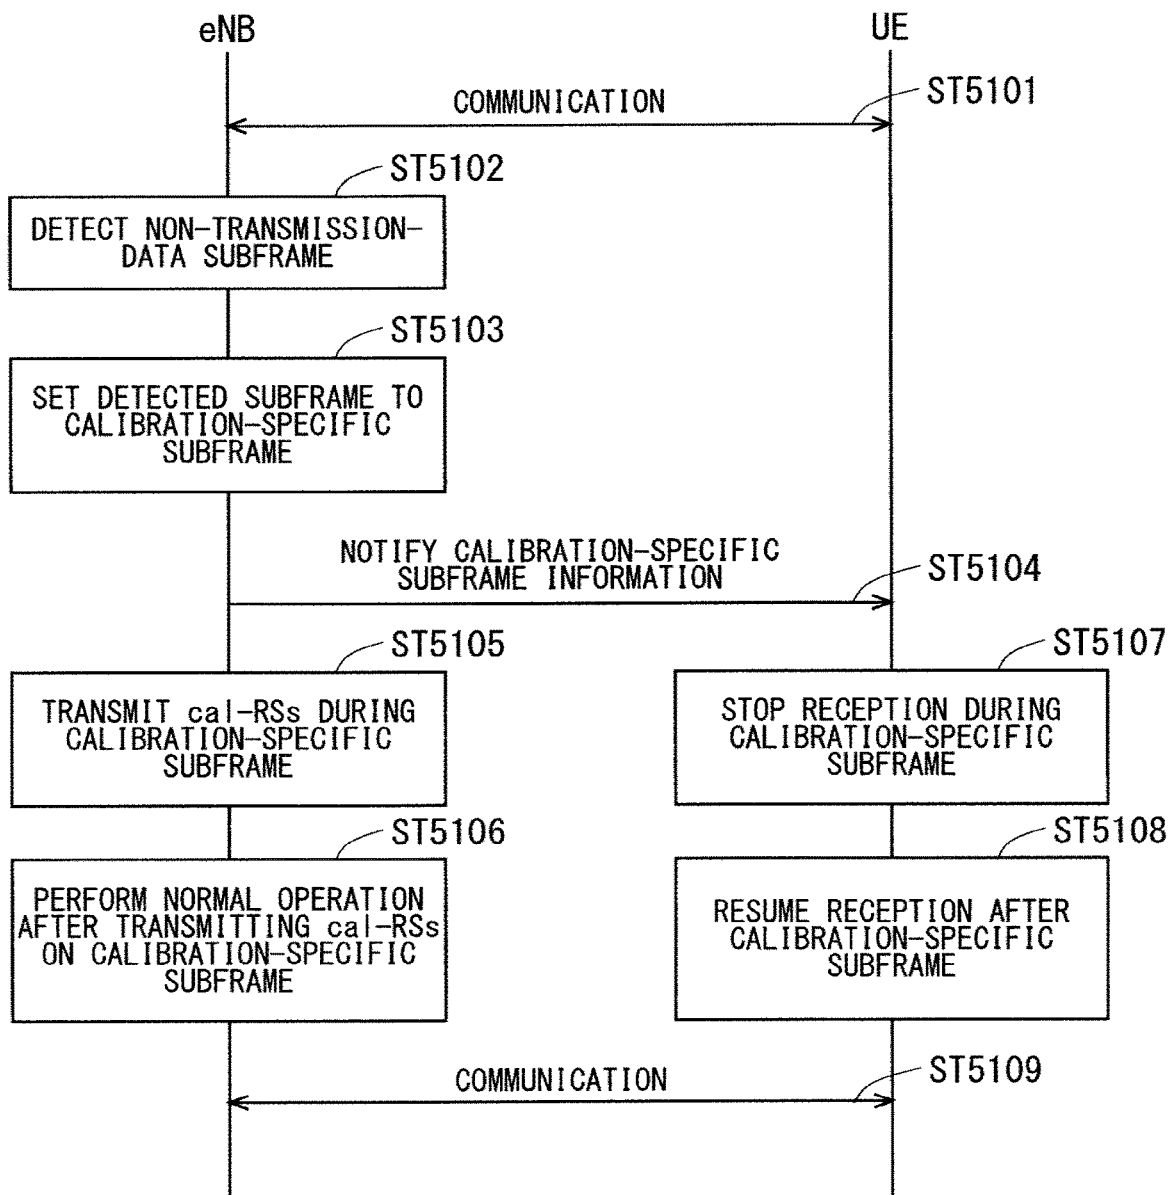 eNB
UE
COMMUNICATION
ST5101
ST5102
DETECT NON-TRANSMISSION-
DATA SUBFRAME
ST5103
SET DETECTED SUBFRAME TO
CALIBRATION-SPECIFIC
SUBFRAME
NOTIFY CALIBRATION-SPECIFIC
SUBFRAME INFORMATION
ST5104
ST5105
TRANSMIT cal-RSs DURING
CALIBRATION-SPECIFIC
SUBFRAME
ST5107
STOP RECEPTION DURING
CALIBRATION-SPECIFIC
SUBFRAME
ST5106
PERFORM NORMAL OPERATION
AFTER TRANSMITTING cal-RSs
ON CALIBRATION-SPECIFIC
SUBFRAME
ST5108
RESUME RECEPTION AFTER
CALIBRATION-SPECIFIC
SUBFRAME
COMMUNICATION
ST5109